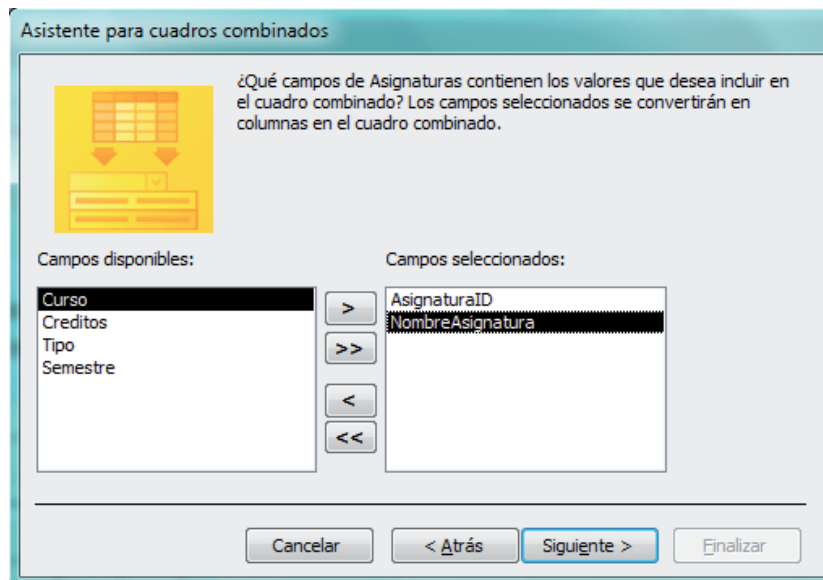 Asistente para cuadros combinados
¿Qué campos de Asignaturas contienen los valores que desea incluir en
el cuadro combinado? Los campos seleccionados se convertirán en
columnas en el cuadro combinado.
Campos disponibles:
Campos seleccionados:
Curso
Creditos
Tipo
Semestre
>
>>
<
<<
AsignaturaID
NombreAsignatura
Cancelar
< Atrás
Siguiente >
Finalizar